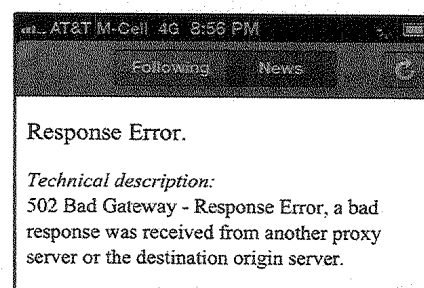 AT&T M-Cell 4G 8:56 PM
Following News
Response Error.
Technical description:
502 Bad Gateway - Response Error, a bad
response was received from another proxy
server or the destination origin server.